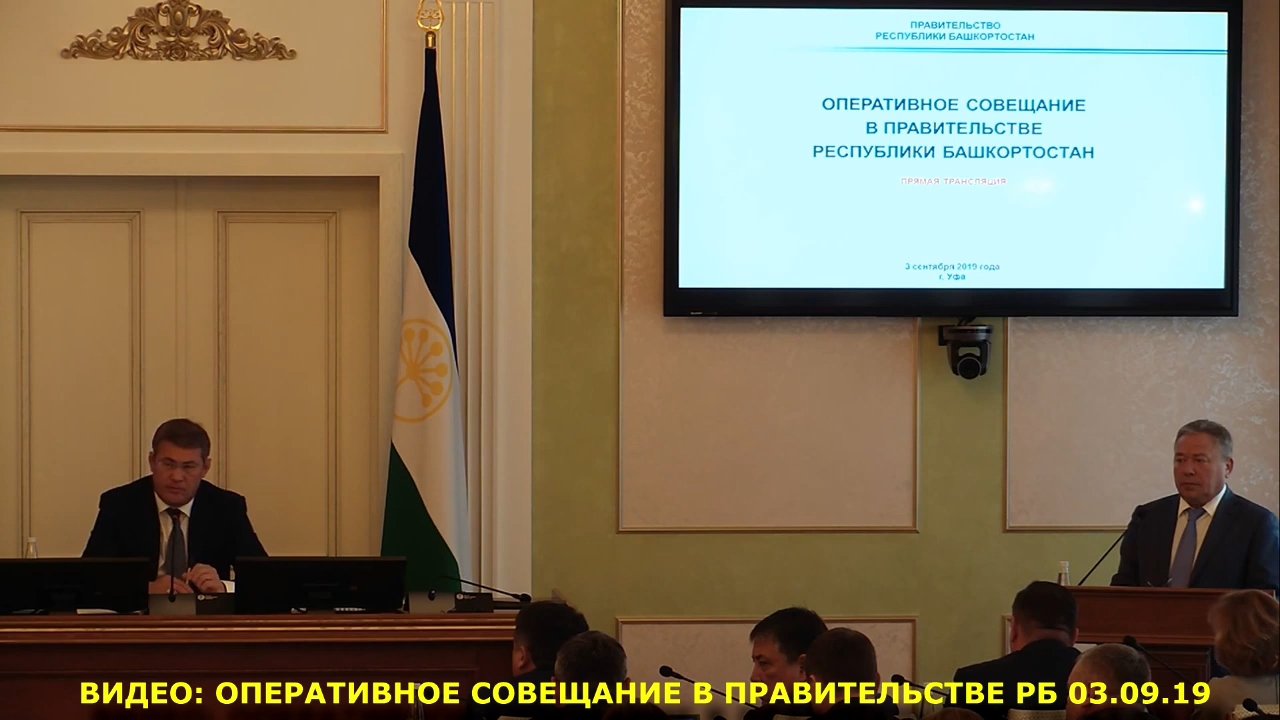 ПРАВИТЕЛЬСТВО
РЕСПУБЛИКИ БАШКОРТОСТАН
ОПЕРАТИВНОЕ СОВЕЩАНИЕ
В ПРАВИТЕЛЬСТВЕ
РЕСПУБЛИКИ БАШКОРТОСТАН
ПРЯМАЯ ТРАНСЛЯЦИЯ
3 сентября 2019 года
г. Уфа
ВИДЕО: ОПЕРАТИВНОЕ СОВЕЩАНИЕ В ПРАВИТЕЛЬСТВЕ РБ 03.09.19